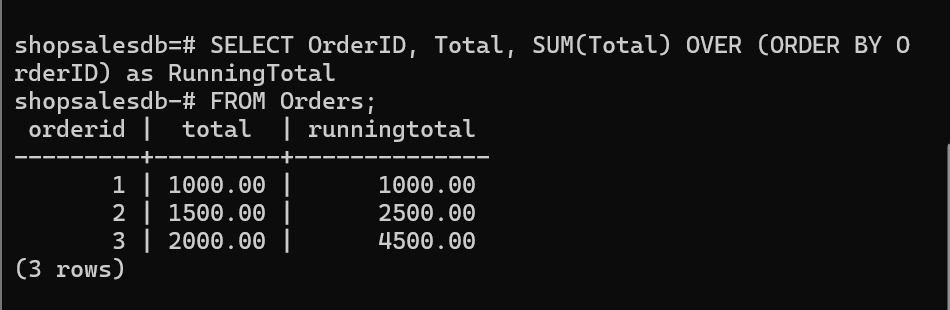 shopsalesdb=# SELECT OrderID, Total, SUM(Total) OVER (ORDER BY O
rderID) as RunningTotal
shopsalesdb-# FROM Orders;
 orderid |  total  | runningtotal
---------+---------+--------------
       1 | 1000.00 |      1000.00
       2 | 1500.00 |      2500.00
       3 | 2000.00 |      4500.00
(3 rows)